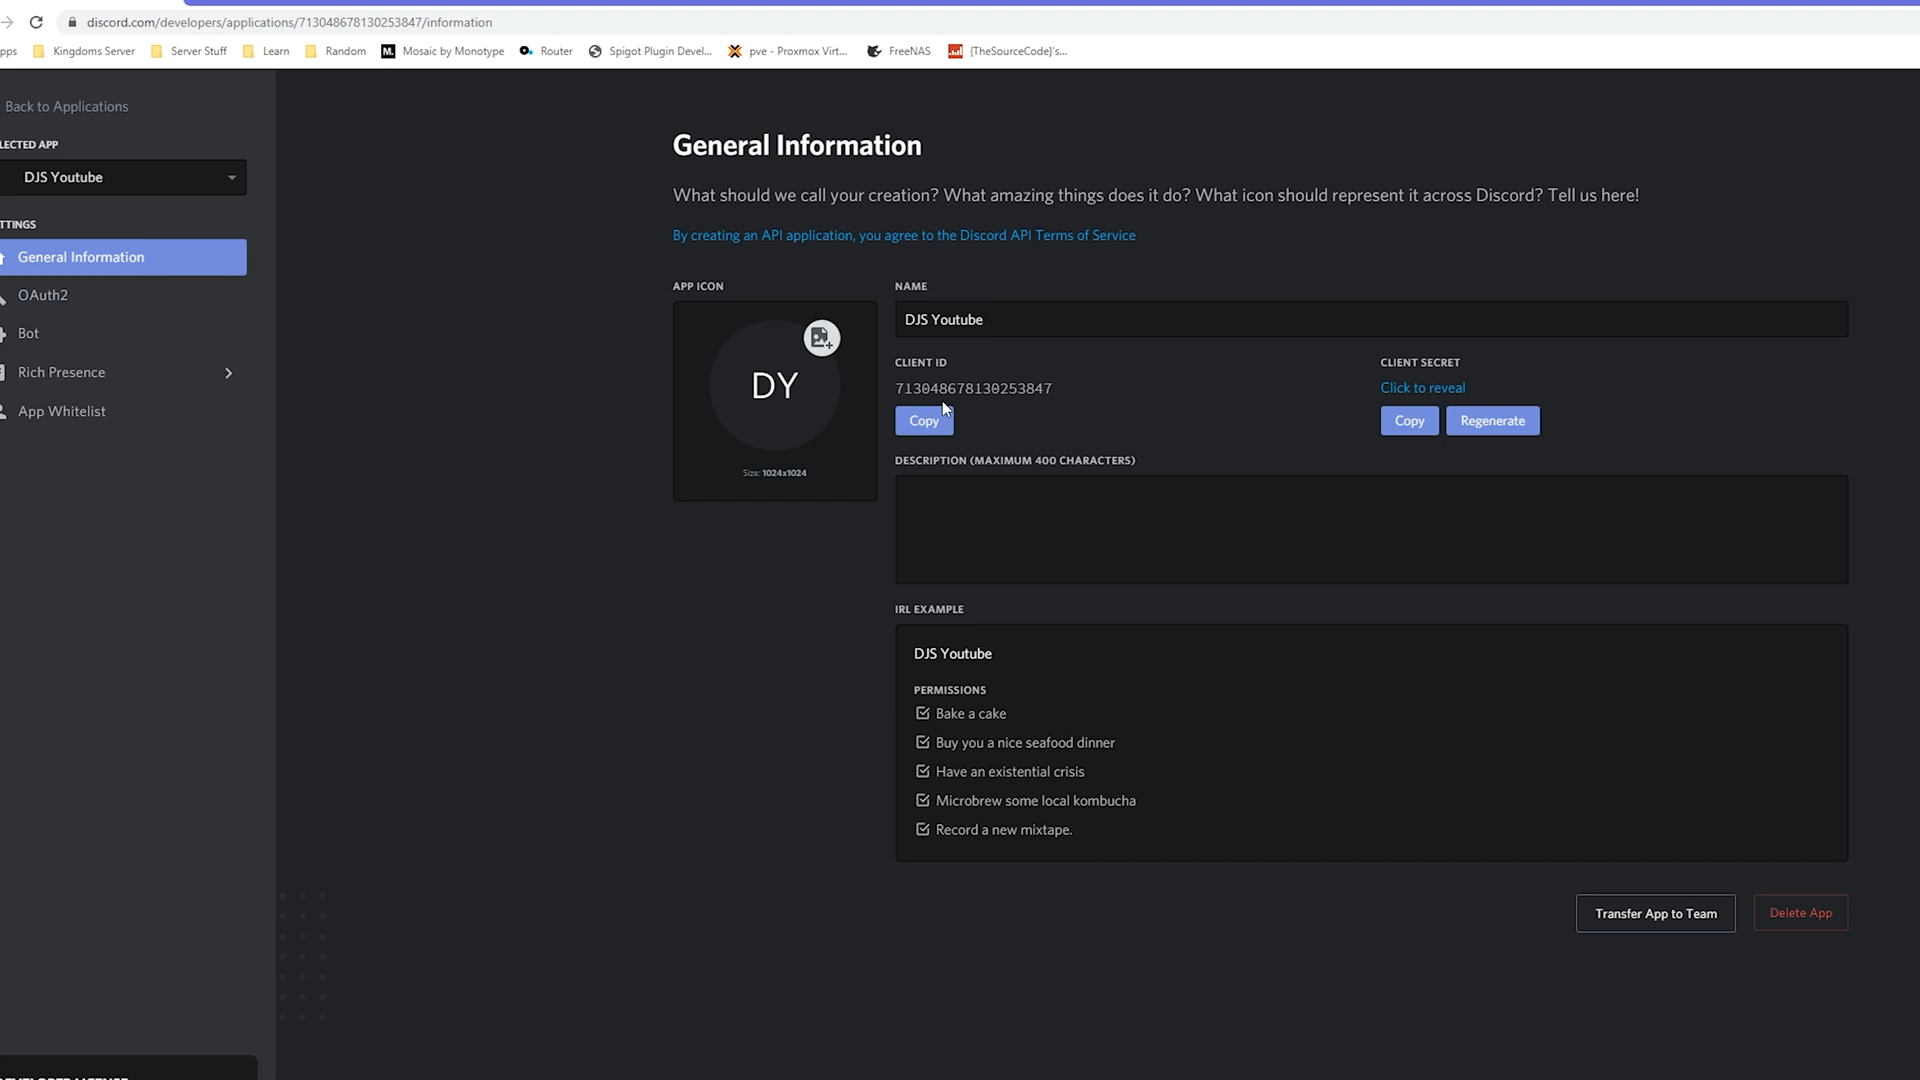 discord.com/developers/applications/713048678130253847/information
pps Kingdoms Server Server Stuff Learn Random M. Mosaic by Monotype Router Spigot Plugin Devel... pve - Proxmox Virt... FreeNAS {TheSourceCode}'s...
Back to Applications
LECTED APP
DJS Youtube
TTINGS
General Information
OAuth2
Bot
Rich Presence
App Whitelist
General Information
What should we call your creation? What amazing things does it do? What icon should represent it across Discord? Tell us here!
By creating an API application, you agree to the Discord API Terms of Service
APP ICON
DY
Size: 1024x1024
NAME
DJS Youtube
CLIENT ID
713048678130253847
Copy
CLIENT SECRET
Click to reveal
Copy Regenerate
DESCRIPTION (MAXIMUM 400 CHARACTERS)
IRL EXAMPLE
DJS Youtube
PERMISSIONS
Bake a cake
Buy you a nice seafood dinner
Have an existential crisis
Microbrew some local kombucha
Record a new mixtape.
Transfer App to Team Delete App